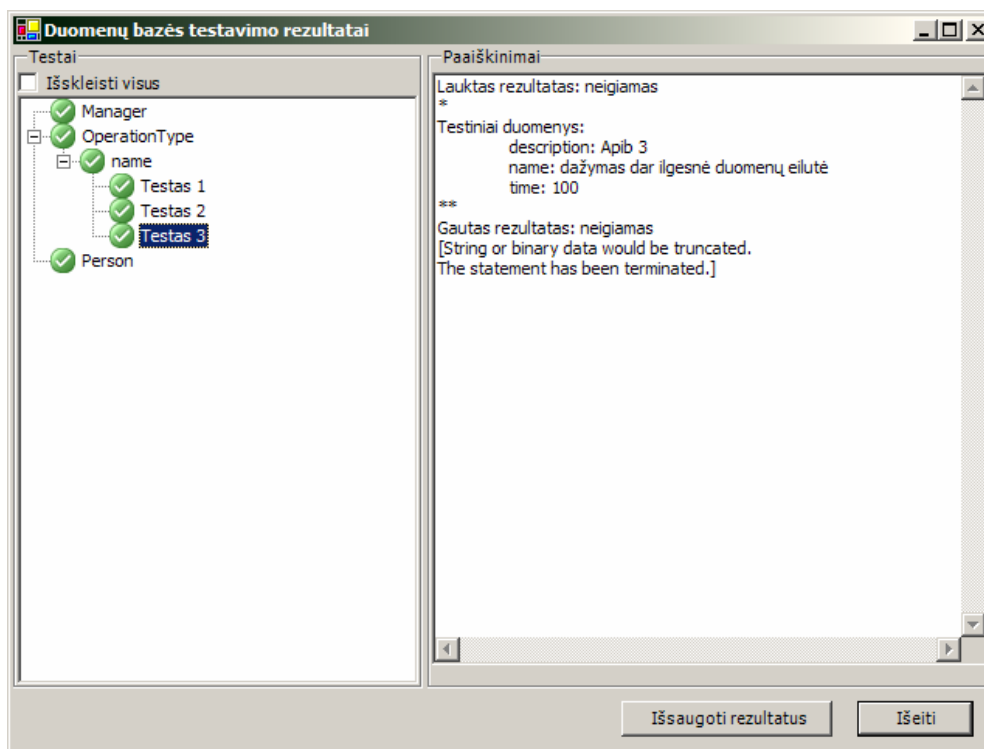 Duomenų bazės testavimo rezultatai
Testai
Išskleisti visus
Manager
OperationType
name
Testas 1
Testas 2
Testas 3
Person
Paaiškinimai
Lauktas rezultatas: neigiamas
*
Testiniai duomenys:
description: Apib 3
name: dažymas dar ilgesnė duomenų eilutė
time: 100
**
Gautas rezultatas: neigiamas
[String or binary data would be truncated.
The statement has been terminated.]
Išsaugoti rezultatus
Išeiti